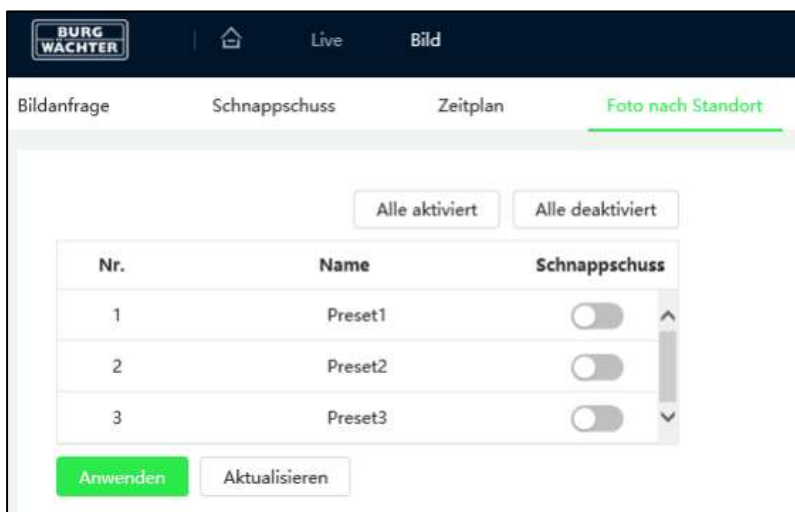 BURG
WÄCHTER
Live Bild
Bildanfrage Schnappschuss Zeitplan Foto nach Standort
Alle aktiviert Alle deaktiviert
Nr. Name Schnappschuss
1 Preset1
2 Preset2
3 Preset3
Anwenden Aktualisieren